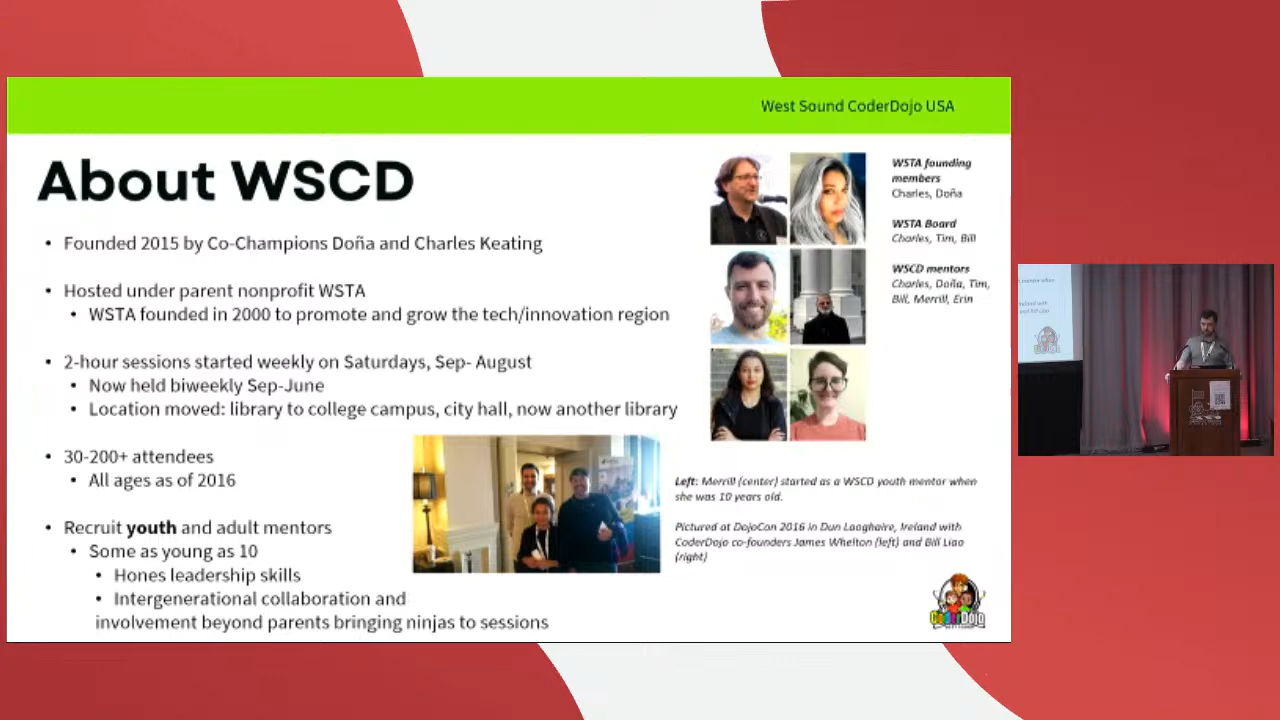 West Sound CoderDojo USA
About WSCD
• Founded 2015 by Co-Champions Doña and Charles Keating
• Hosted under parent nonprofit WSTA
• WSTA founded in 2000 to promote and grow the tech/innovation region
• 2-hour sessions started weekly on Saturdays, Sep- August
• Now held biweekly Sep-June
• Location moved: library to college campus, city hall, now another library
• 30-200+ attendees
• All ages as of 2016
• Recruit youth and adult mentors
• Some as young as 10
• Hones leadership skills
• Intergenerational collaboration and
involvement beyond parents bringing ninjas to sessions
WSTA founding
members
Charles, Doña
WSTA Board
Charles, Tim, Bill
WSCD mentors
Charles, Doña, Tim,
Bill, Merrill, Erin
Left: Merrill (center) started as a WSCD youth mentor when
she was 10 years old.
Pictured at DojoCon 2016 in Dun Laoghaire, Ireland with
CoderDojo co-founders James Whelton (left) and Bill Liao
(right)
CoderDojo